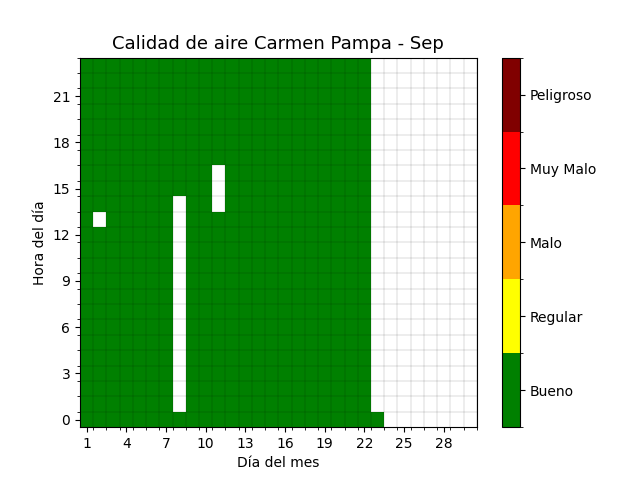 Calidad de aire Carmen Pampa - Sep
Hora del día
21
18
15
12
9
6
3
0
1 4 7 10 13 16 19 22 25 28
Día del mes
Peligroso
Muy Malo
Malo
Regular
Bueno